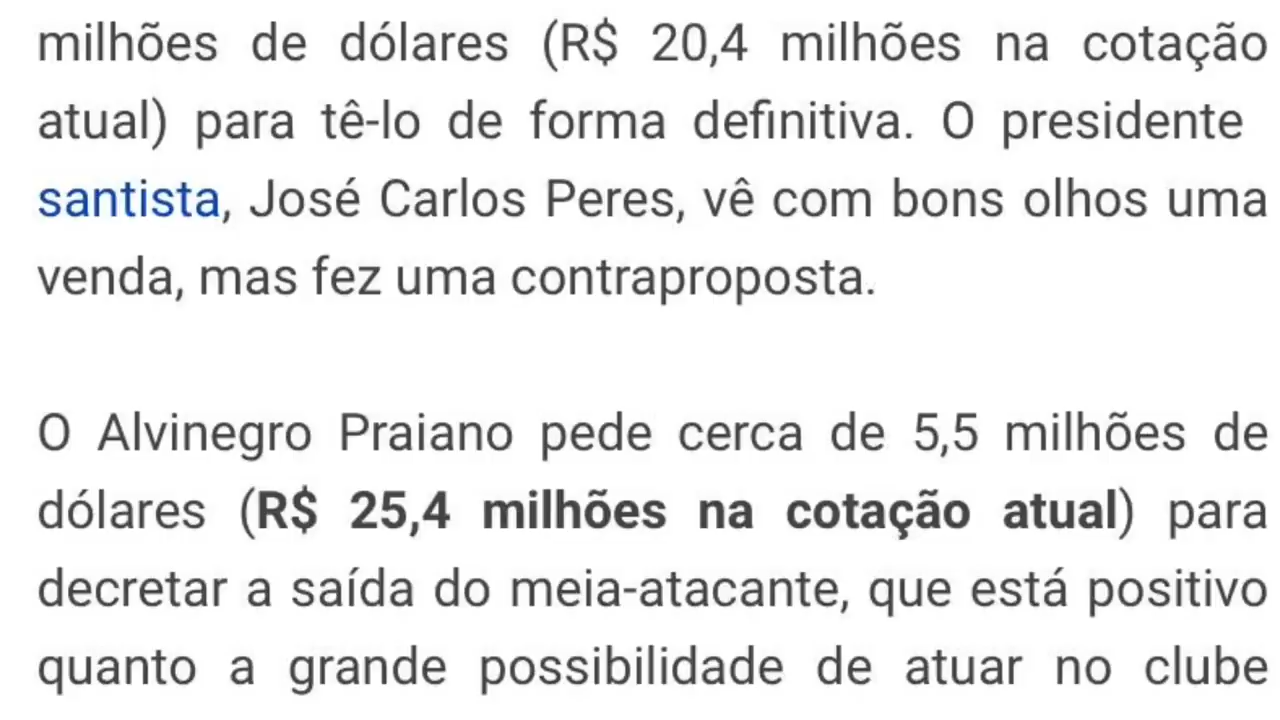 milhões de dólares (R$ 20,4 milhões na cotação
atual) para tê-lo de forma definitiva. O presidente
santista, José Carlos Peres, vê com bons olhos uma
venda, mas fez uma contraproposta.
O Alvinegro Praiano pede cerca de 5,5 milhões de
dólares (R$ 25,4 milhões na cotação atual) para
decretar a saída do meia-atacante, que está positivo
quanto a grande possibilidade de atuar no clube